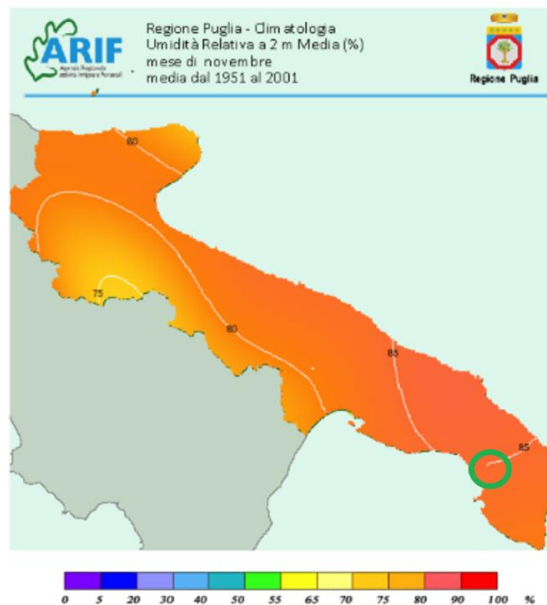 ARIF
Regione Puglia - Climatologia
Umidità Relativa a 2 m Media (%)
mese di novembre
media dal 1951 al 2001
Regione Puglia
80
75
80
85
85
0 5 20 30 40 50 55 65 70 75 80 90 100 %